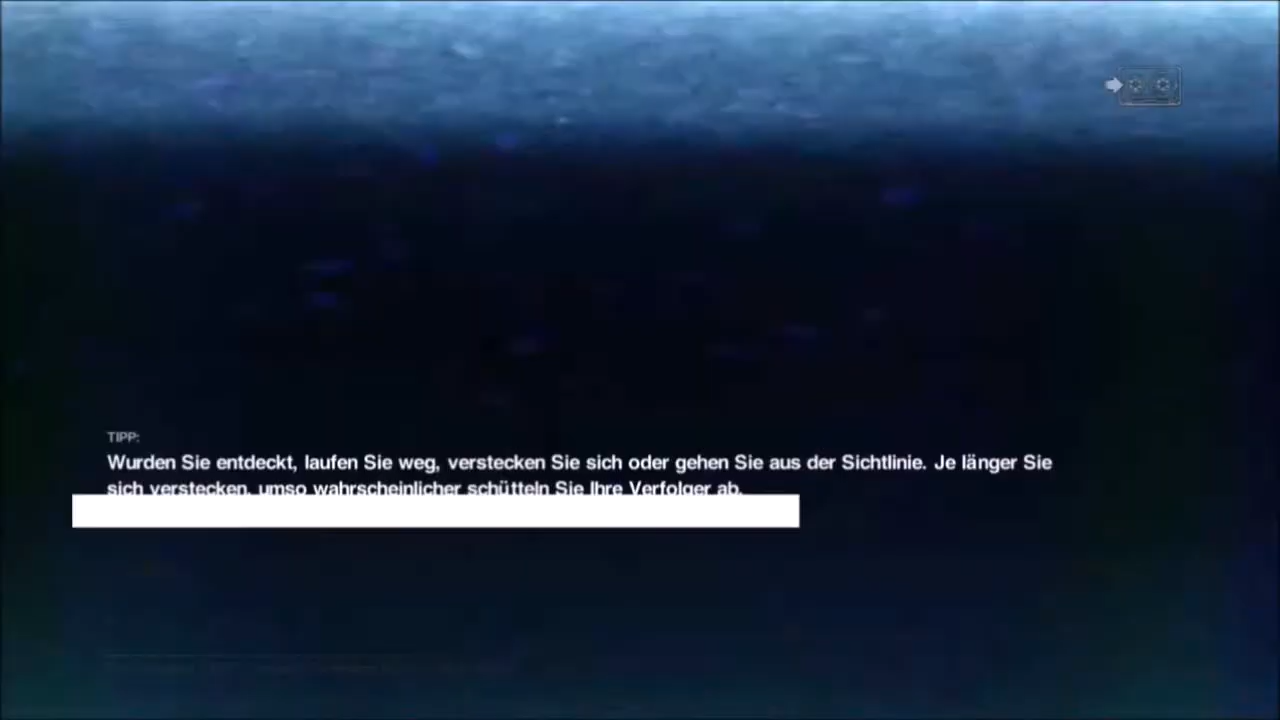 TIPP:
Wurden Sie entdeckt, laufen Sie weg, verstecken Sie sich oder gehen Sie aus der Sichtlinie. Je länger Sie
sich verstecken, umso wahrscheinlicher schütteln Sie Ihre Verfolger ab.